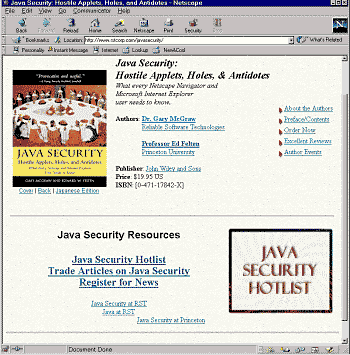 Java Security: Hostile Applets, Holes, and Antidotes - Netscape
File Edit View Go Communicator Help
Back Reload Home Search Netscape Print Security Stop
Bookmarks Location: http://www.rstcorp.com/javasecurity/ What's Related
Personality Instant Message Internet Lookup New&Cool
"Provocative and useful."
JAVA SECURITY
Hostile Applets, Holes, & Antidotes
GARY MCGRAW EDWARD W. FELTEN
Cover | Back | Japanese Edition
Java Security:
Hostile Applets, Holes, & Antidotes
What every Netscape Navigator and
Microsoft Internet Explorer
user needs to know.
Authors: Dr. Gary McGraw
Reliable Software Technologies
Professor Ed Felten
Princeton University
Publisher: John Wiley and Sons
Price: $19.95 US
ISBN: [0-471-17842-X]
About the Authors
Preface/Contents
Order Now
Excellent Reviews
Author Events
Java Security Resources
Java Security Hotlist
Trade Articles on Java Security
Register for News
Java Security at RST
Java at RST
Java Security at Princeton
JAVA
SECURITY
HOTLIST
Document Done